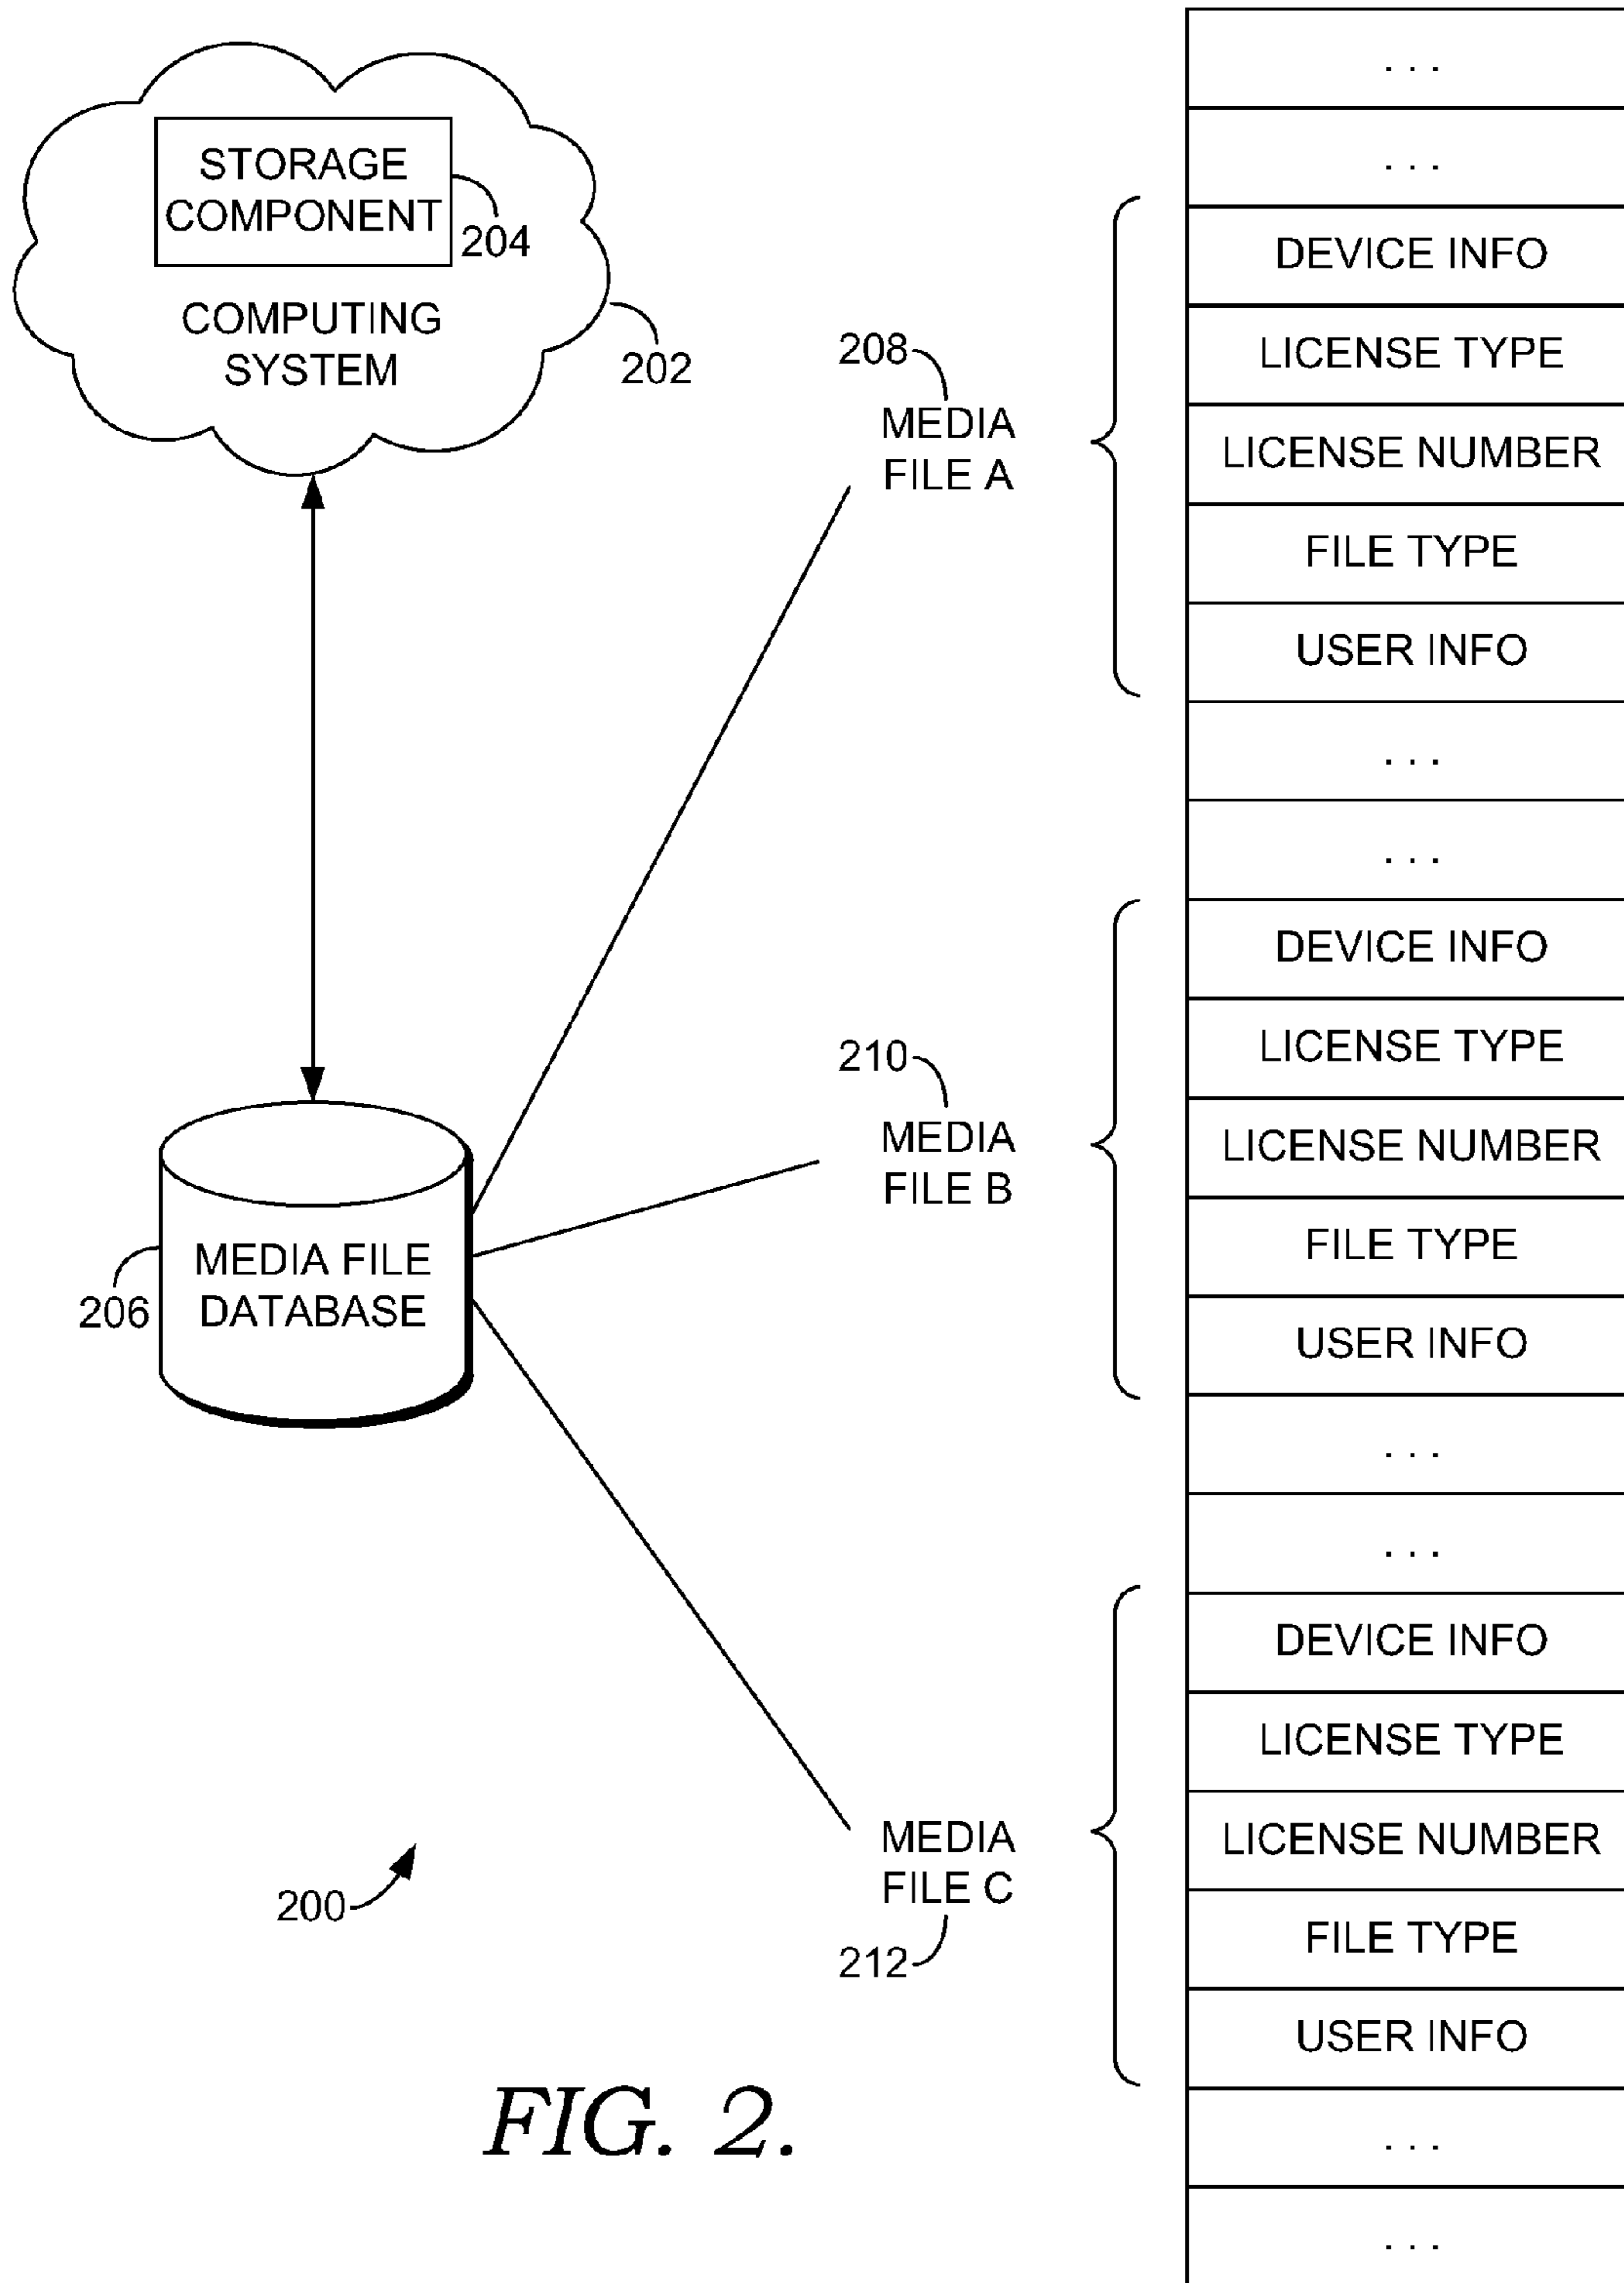 STORAGE
COMPONENT
204
COMPUTING
SYSTEM
202
206
MEDIA FILE
DATABASE
200
208
MEDIA
FILE A
210
MEDIA
FILE B
MEDIA
FILE C
212
. . .
. . .
DEVICE INFO
LICENSE TYPE
LICENSE NUMBER
FILE TYPE
USER INFO
. . .
. . .
DEVICE INFO
LICENSE TYPE
LICENSE NUMBER
FILE TYPE
USER INFO
. . .
. . .
DEVICE INFO
LICENSE TYPE
LICENSE NUMBER
FILE TYPE
USER INFO
. . .
. . .
FIG. 2.